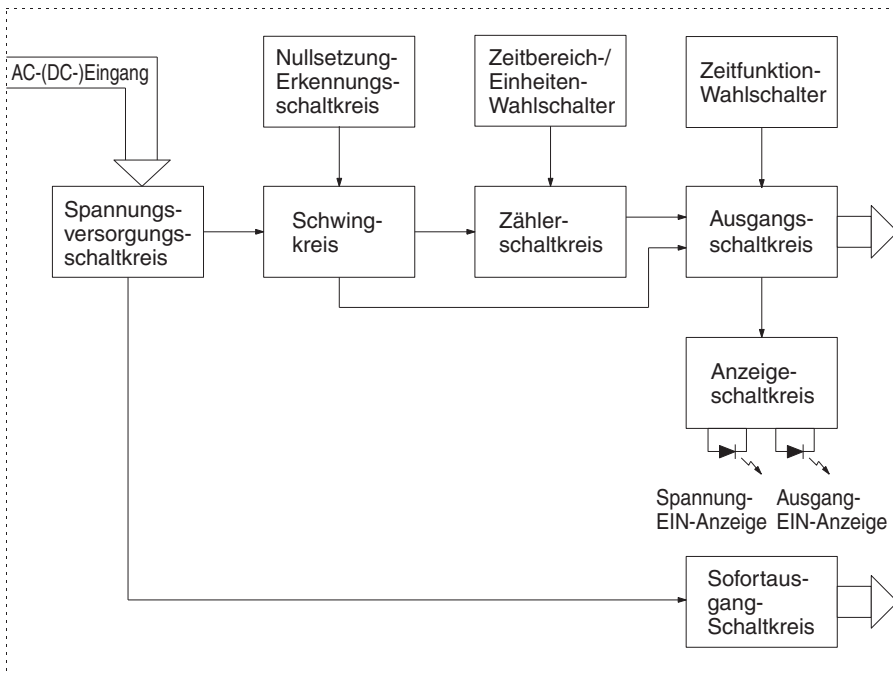 AC-(DC-)Eingang
Nullsetzung-
Erkennungs-
schaltkreis
Zeitbereich-/
Einheiten-
Wahlschalter
Zeitfunktion-
Wahlschalter
Spannungs-
versorgungs-
schaltkreis
Schwing-
kreis
Zähler-
schaltkreis
Ausgangs-
schaltkreis
Anzeige-
schaltkreis
Spannung-
EIN-Anzeige
Ausgang-
EIN-Anzeige
Sofortaus-
gang-
Schaltkreis